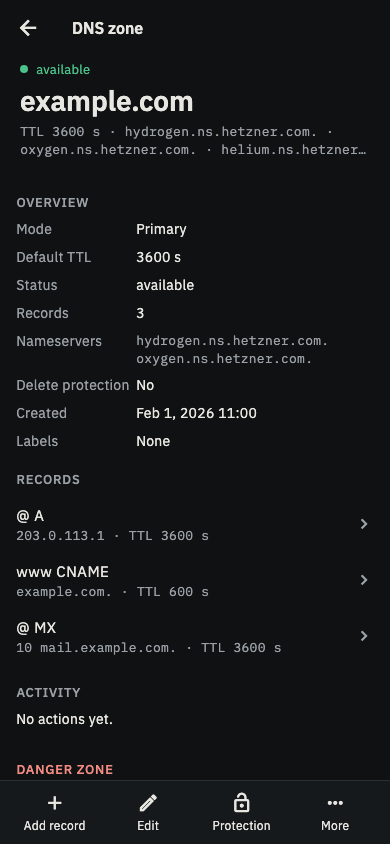 DNS zone
available
example.com
TTL 3600 s · hydrogen.ns.hetzner.com. ·
oxygen.ns.hetzner.com. · helium.ns.hetzner…
OVERVIEW
Mode Primary
Default TTL 3600 s
Status available
Records 3
Nameservers hydrogen.ns.hetzner.com.
oxygen.ns.hetzner.com.
Delete protection No
Created Feb 1, 2026 11:00
Labels None
RECORDS
@ A
203.0.113.1 · TTL 3600 s
www CNAME
example.com. · TTL 600 s
@ MX
10 mail.example.com. · TTL 3600 s
ACTIVITY
No actions yet.
DANGER ZONE
Add record Edit Protection More